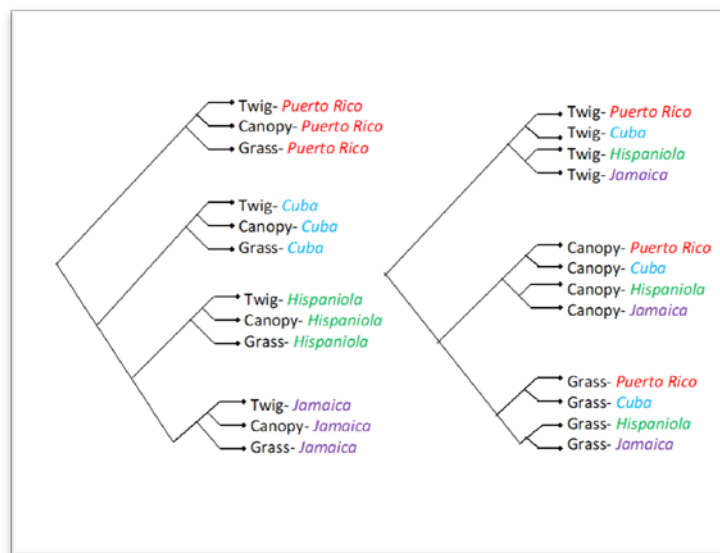 Twig- Puerto Rico
Canopy- Puerto Rico
Grass- Puerto Rico
Twig- Cuba
Canopy- Cuba
Grass- Cuba
Twig- Hispaniola
Canopy- Hispaniola
Grass- Hispaniola
Twig- Jamaica
Canopy- Jamaica
Grass- Jamaica
Twig- Puerto Rico
Twig- Cuba
Twig- Hispaniola
Twig- Jamaica
Canopy- Puerto Rico
Canopy- Cuba
Canopy- Hispaniola
Canopy- Jamaica
Grass- Puerto Rico
Grass- Cuba
Grass- Hispaniola
Grass- Jamaica